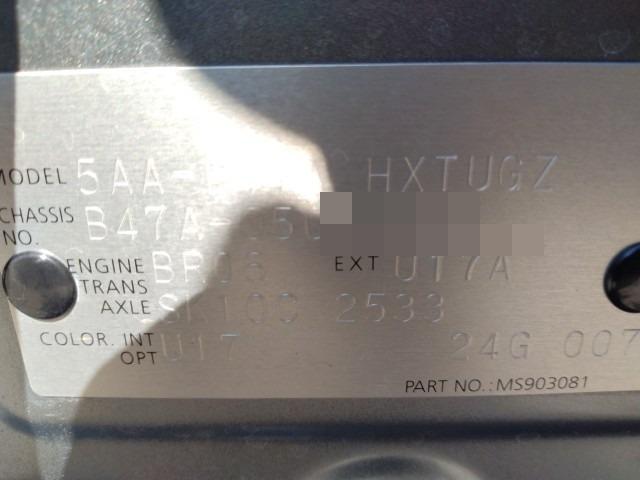 MODEL 5AA- HXTUGZ
CHASSIS NO. B47A-
ENGINE BR06 EXT UT7A
TRANS AXLE 2533
COLOR. INT OPT U17 24G 007
PART NO.:MS903081